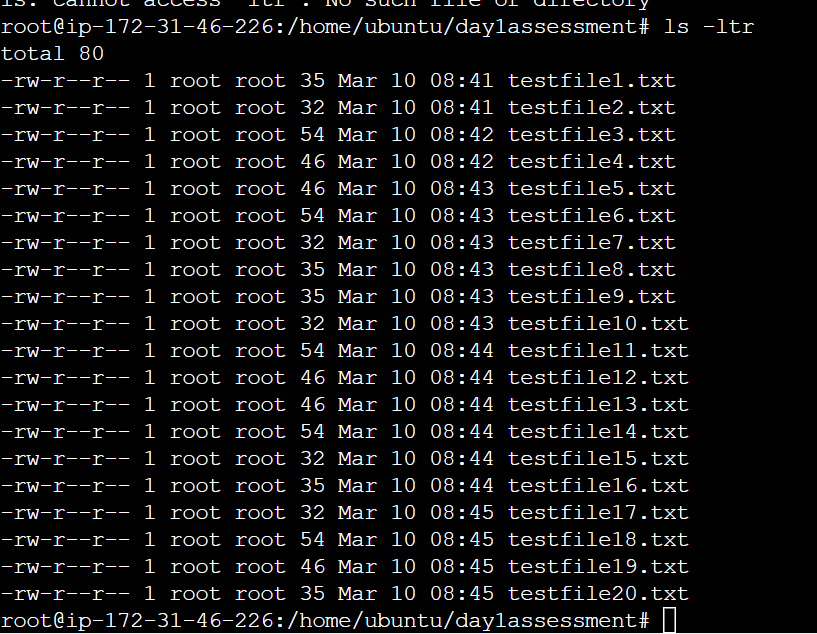 ls: cannot access 'ltr': No such file or directory
root@ip-172-31-46-226:/home/ubuntu/day1assessment# ls -ltr
total 80
-rw-r--r-- 1 root root 35 Mar 10 08:41 testfile1.txt
-rw-r--r-- 1 root root 32 Mar 10 08:41 testfile2.txt
-rw-r--r-- 1 root root 54 Mar 10 08:42 testfile3.txt
-rw-r--r-- 1 root root 46 Mar 10 08:42 testfile4.txt
-rw-r--r-- 1 root root 46 Mar 10 08:43 testfile5.txt
-rw-r--r-- 1 root root 54 Mar 10 08:43 testfile6.txt
-rw-r--r-- 1 root root 32 Mar 10 08:43 testfile7.txt
-rw-r--r-- 1 root root 35 Mar 10 08:43 testfile8.txt
-rw-r--r-- 1 root root 35 Mar 10 08:43 testfile9.txt
-rw-r--r-- 1 root root 32 Mar 10 08:43 testfile10.txt
-rw-r--r-- 1 root root 54 Mar 10 08:44 testfile11.txt
-rw-r--r-- 1 root root 46 Mar 10 08:44 testfile12.txt
-rw-r--r-- 1 root root 46 Mar 10 08:44 testfile13.txt
-rw-r--r-- 1 root root 54 Mar 10 08:44 testfile14.txt
-rw-r--r-- 1 root root 32 Mar 10 08:44 testfile15.txt
-rw-r--r-- 1 root root 35 Mar 10 08:44 testfile16.txt
-rw-r--r-- 1 root root 32 Mar 10 08:45 testfile17.txt
-rw-r--r-- 1 root root 54 Mar 10 08:45 testfile18.txt
-rw-r--r-- 1 root root 46 Mar 10 08:45 testfile19.txt
-rw-r--r-- 1 root root 35 Mar 10 08:45 testfile20.txt
root@ip-172-31-46-226:/home/ubuntu/day1assessment#